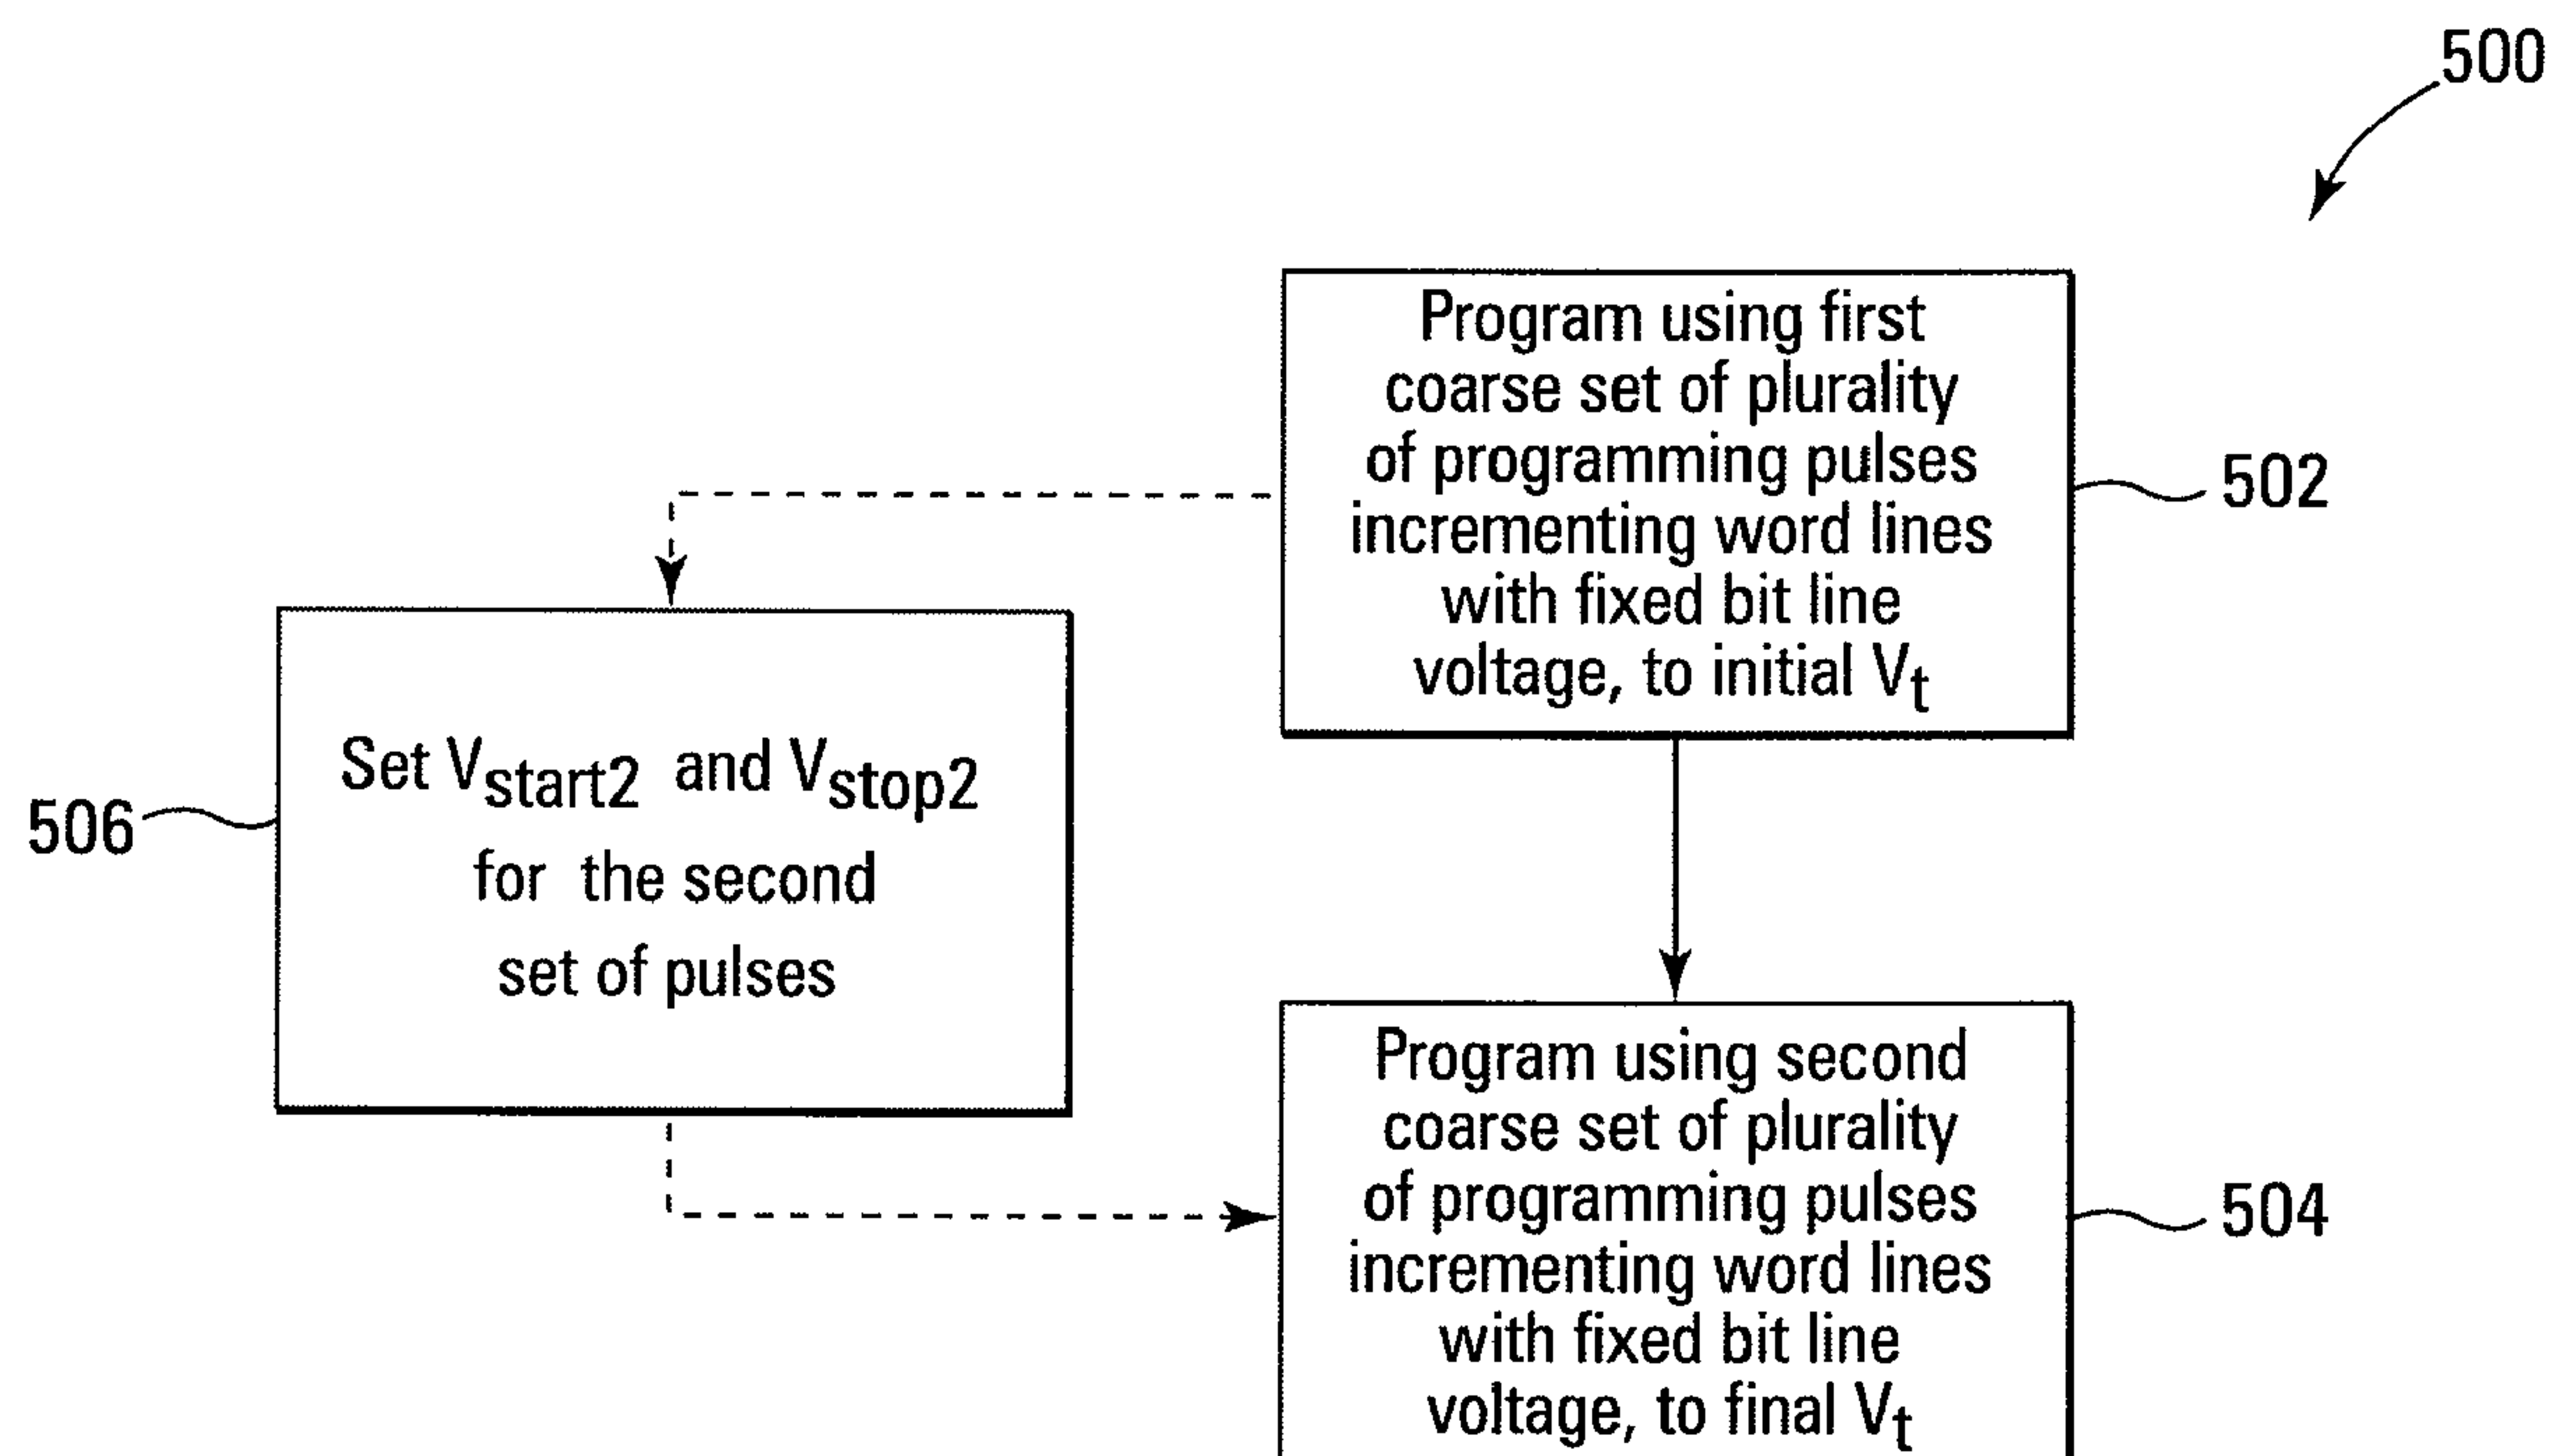 500
Program using first
coarse set of plurality
of programming pulses
incrementing word lines
with fixed bit line
voltage, to initial Vt
502
Set Vstart2 and Vstop2
for the second
set of pulses
506
Program using second
coarse set of plurality
of programming pulses
incrementing word lines
with fixed bit line
voltage, to final Vt
504